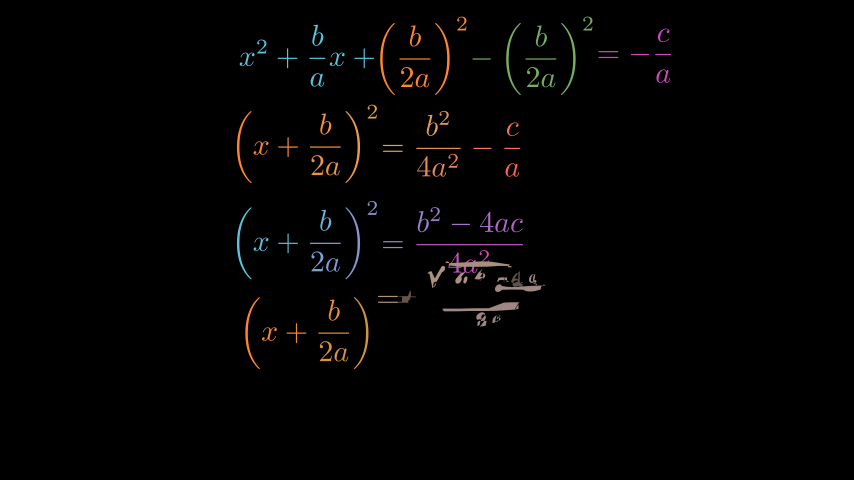 x² + b/a x + (b/2a)² − (b/2a)² = −c/a
(x + b/2a)² = b²/4a² − c/a
(x + b/2a)² = b² − 4ac/4a²
(x + b/2a) =